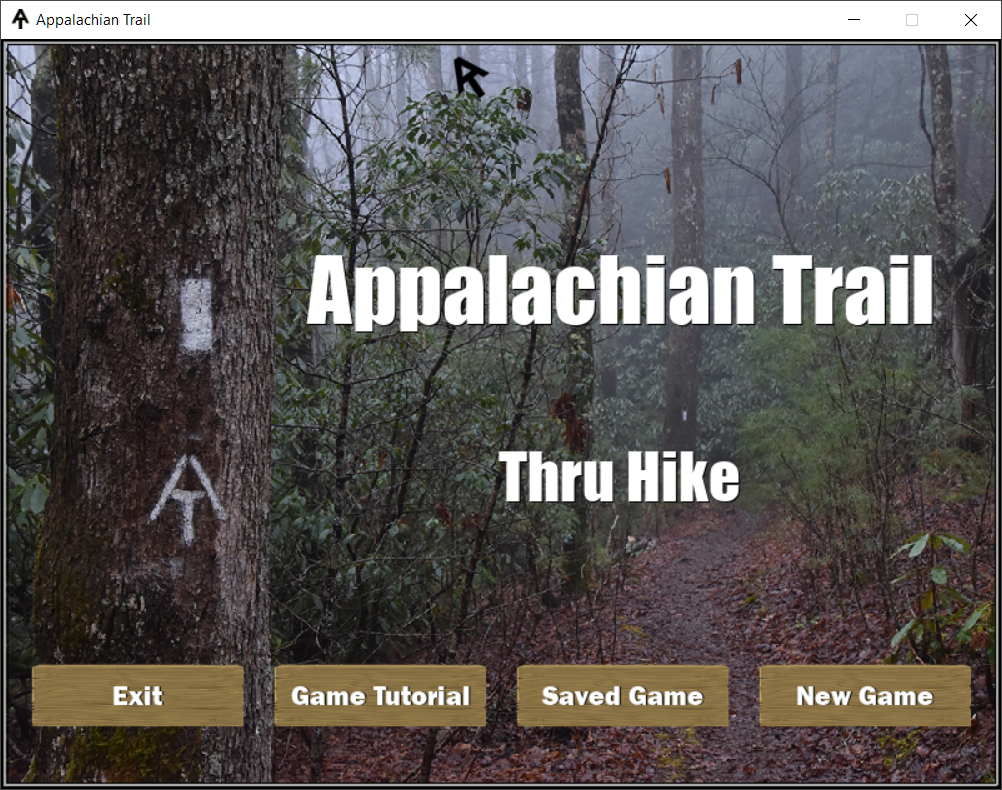 Appalachian Trail
Appalachian Trail
Thru Hike
Exit
Game Tutorial
Saved Game
New Game